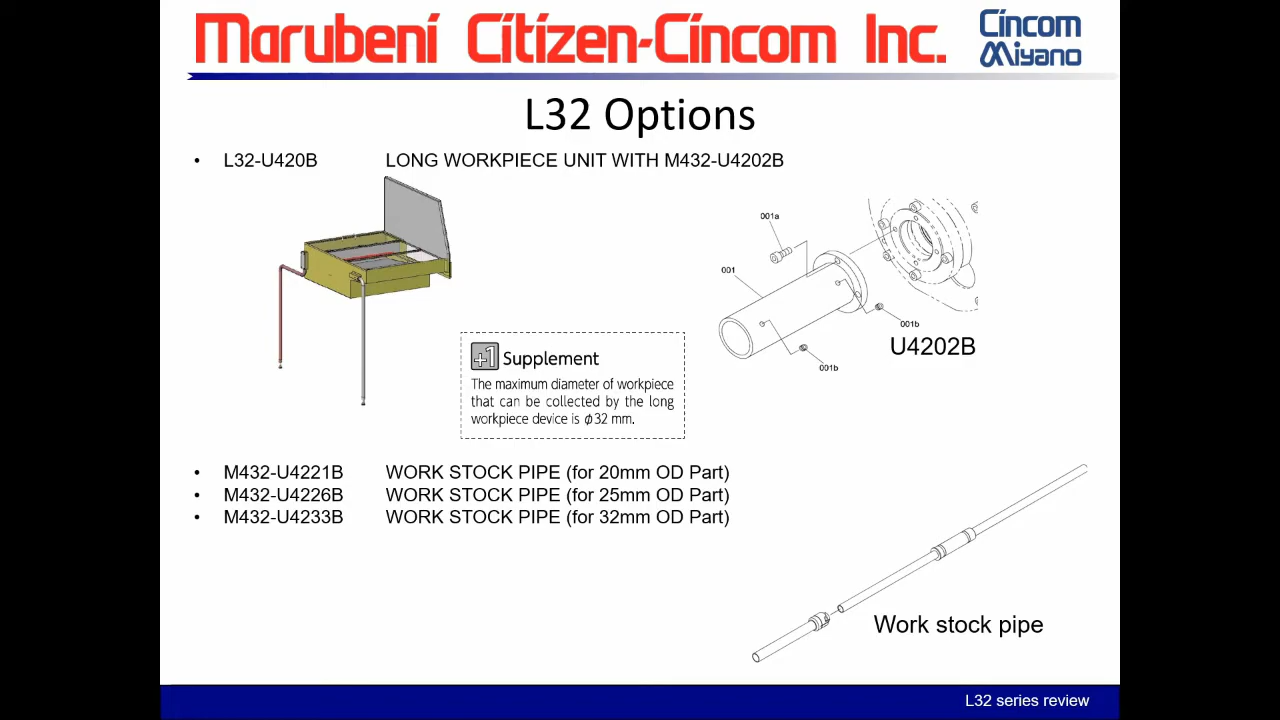 Marubeni Citizen-Cincom Inc.
Cincom
Miyano
L32 Options
• L32-U420B LONG WORKPIECE UNIT WITH M432-U4202B
001a
001
001b
001b
U4202B
+1 Supplement
The maximum diameter of workpiece
that can be collected by the long
workpiece device is ϕ32 mm.
• M432-U4221B WORK STOCK PIPE (for 20mm OD Part)
• M432-U4226B WORK STOCK PIPE (for 25mm OD Part)
• M432-U4233B WORK STOCK PIPE (for 32mm OD Part)
Work stock pipe
L32 series review